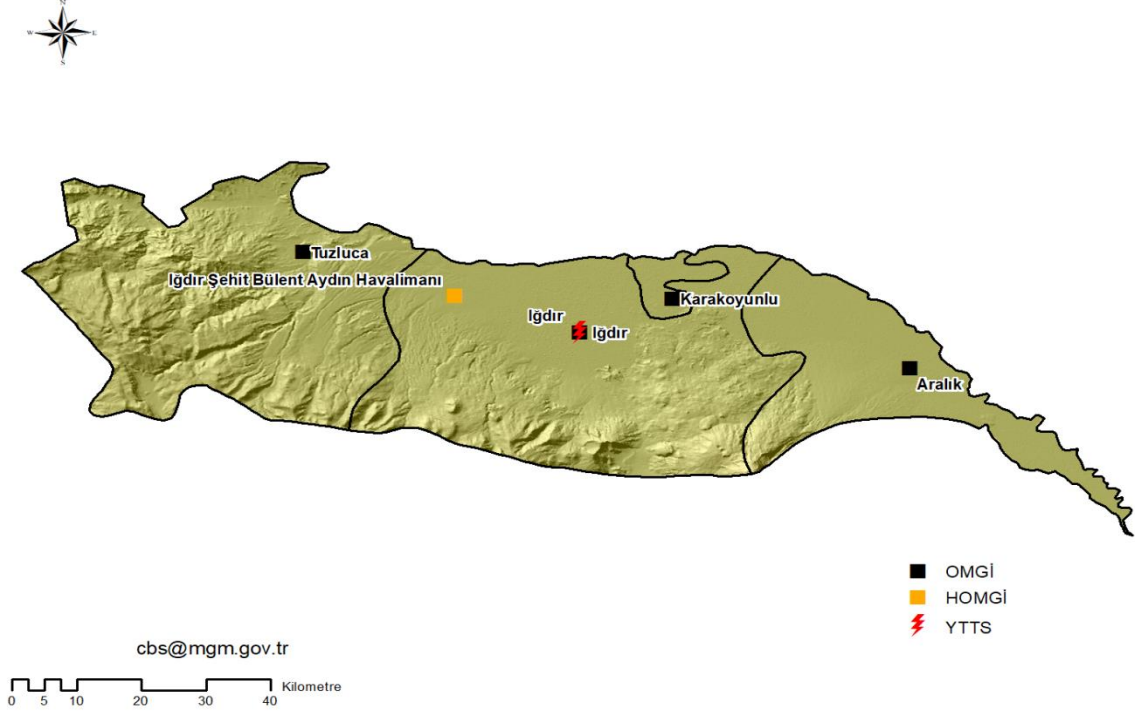 N
W
E
S
Tuzluca
Iğdır Şehit Bülent Aydın Havalimanı
Karakoyunlu
Iğdır
Iğdır
Aralık
OMGİ
HOMGİ
YTTS
cbs@mgm.gov.tr
Kilometre
0 5 10 20 30 40